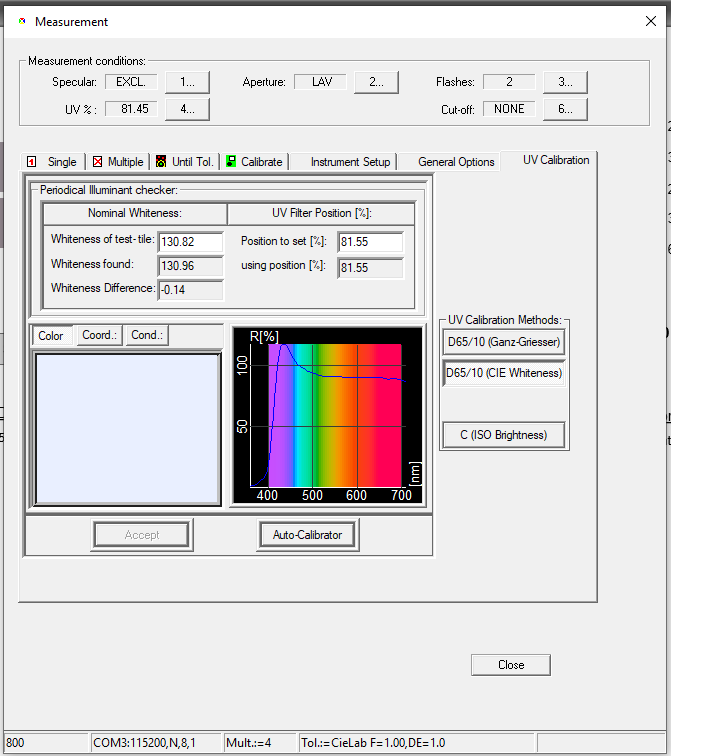 Measurement
Measurement conditions:
Specular: EXCL. 1... Aperture: LAV 2... Flashes: 2 3...
UV % : 81.45 4... Cut-off: NONE 6...
1 Single Multiple Until Tol. Calibrate Instrument Setup General Options UV Calibration
Periodical Illuminant checker:
Nominal Whiteness: UV Filter Position [%]:
Whiteness of test-tile: 130.82 Position to set [%]: 81.55
Whiteness found: 130.96 using position [%]: 81.55
Whiteness Difference: -0.14
UV Calibration Methods:
D65/10 (Ganz-Griesser)
D65/10 (CIE Whiteness)
C (ISO Brightness)
Color Coord.: Cond.:
R[%]
100
50
[nm]
400 500 600 700
Accept Auto-Calibrator
Close
800 COM3:115200,N,8,1 Mult.:=4 Tol.:=CieLab F=1.00,DE=1.0